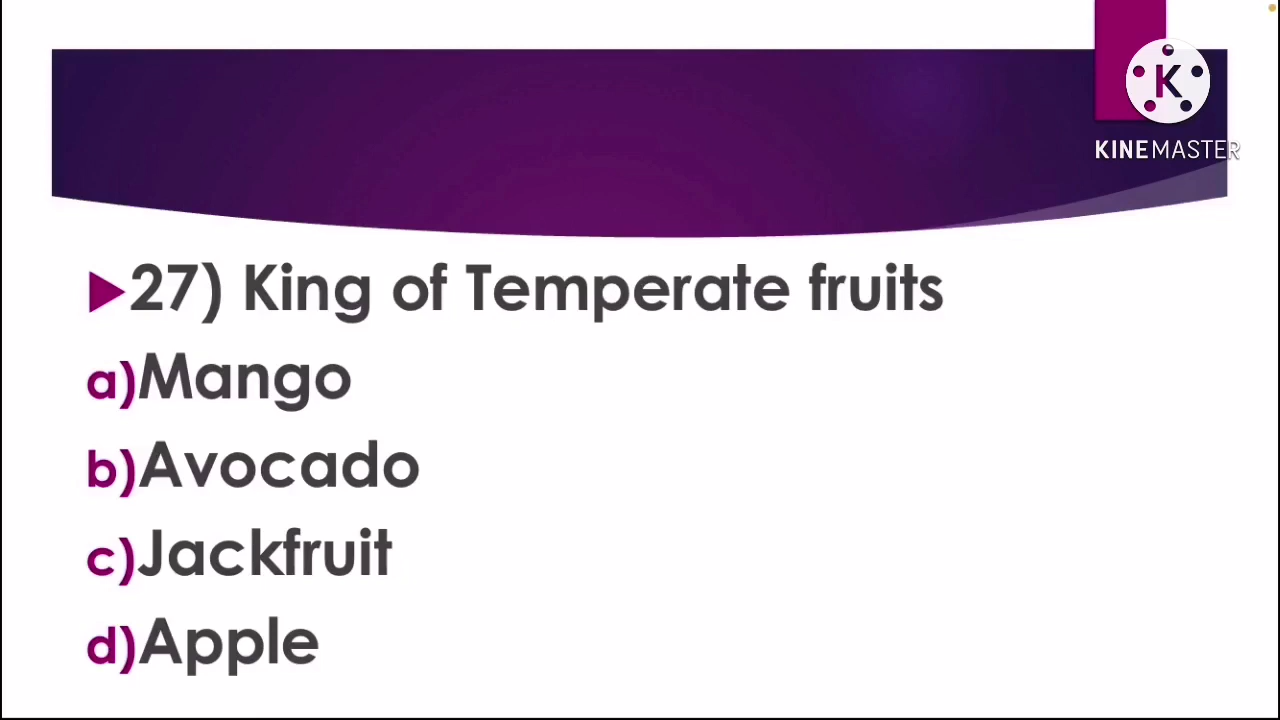 K
KINEMASTER
27) King of Temperate fruits
a)Mango
b)Avocado
c)Jackfruit
d)Apple